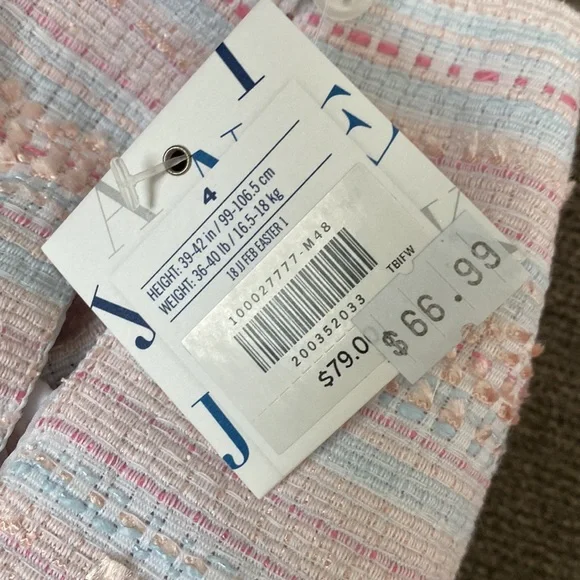 4
HEIGHT: 39-42 in / 99-106.5 cm
WEIGHT: 36-40 lb / 16.5-18 kg
18 JJ FEB EASTER 1
100027777-M48
200352033
TBIFW
$79.0
$66.99